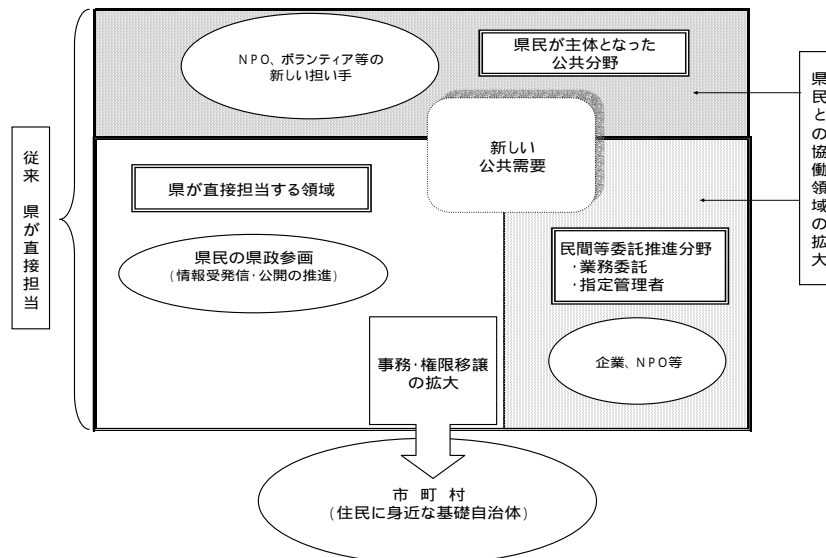 NPO、ボランティア等の
新しい担い手
県民が主体となった
公共分野
県民との協働領域の拡大
従来 県が直接担当
新しい
公共需要
県が直接担当する領域
県民の県政参画
(情報受発信・公開の推進)
民間等委託推進分野
・業務委託
・指定管理者
事務・権限移譲
の拡大
企業、NPO等
市 町 村
(住民に身近な基礎自治体)